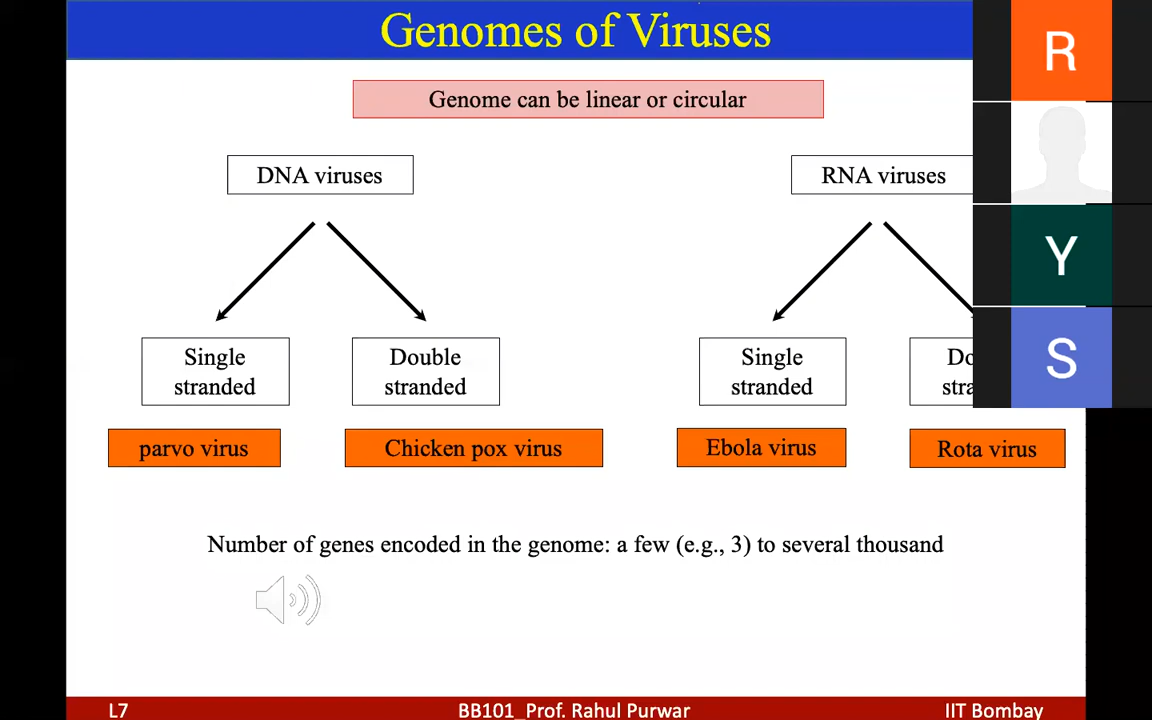 Genomes of Viruses
R
Genome can be linear or circular
DNA viruses
RNA viruses
Y
Single
stranded
Double
stranded
Single
stranded
Do
stra
S
parvo virus
Chicken pox virus
Ebola virus
Rota virus
Number of genes encoded in the genome: a few (e.g., 3) to several thousand
L7
BB101_Prof. Rahul Purwar
IIT Bombay